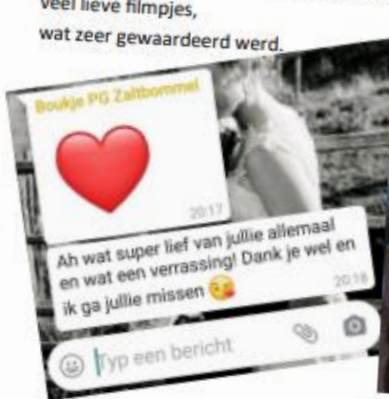 veel lieve filmpjes,
wat zeer gewaardeerd werd.
Boukje PG Zaltbommel
20:17
Ah wat super lief van jullie allemaal
en wat een verrassing! Dank je wel en
ik ga jullie missen 😘
20:18
Typ een bericht